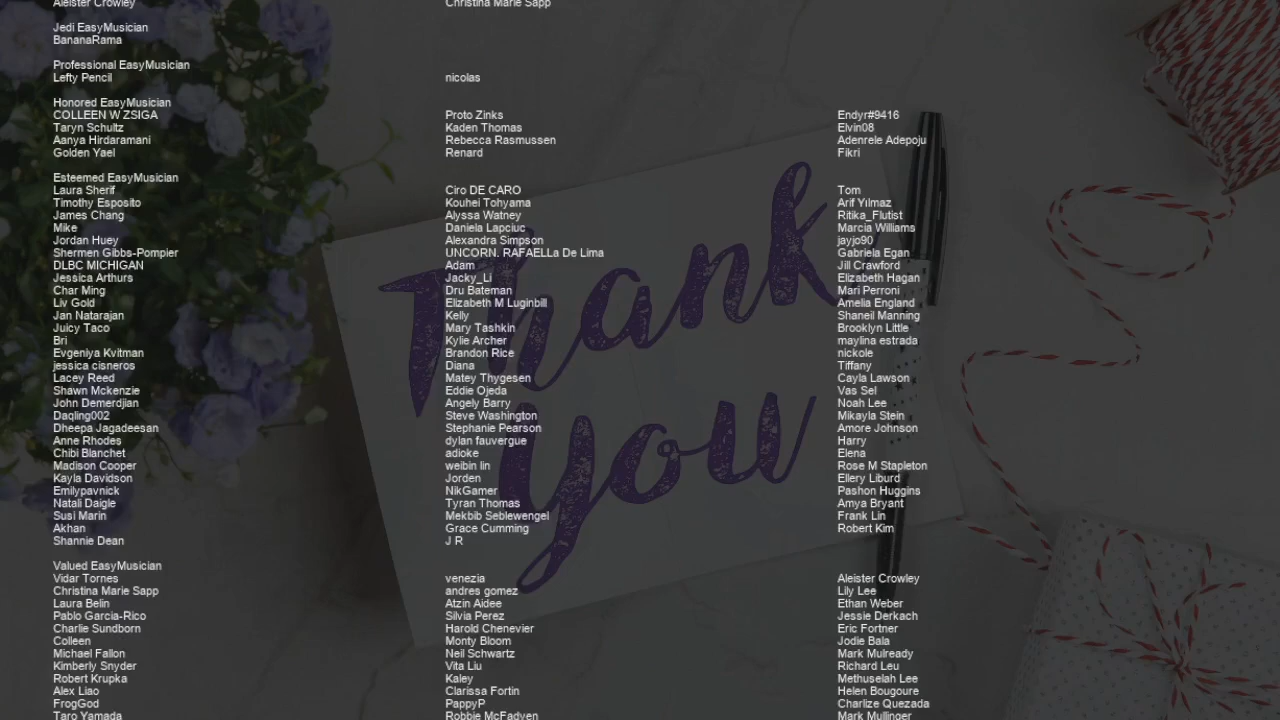 Aleister Crowley Christina Marie Sapp
Jedi EasyMusician
BananaRama
Professional EasyMusician
Lefty Pencil nicolas
Honored EasyMusician
COLLEEN W ZSIGA Proto Zinks Endyr#9416
Taryn Schultz Kaden Thomas Elvin08
Aanya Hirdaramani Rebecca Rasmussen Adenrele Adepoju
Golden Yael Renard Fikri
Esteemed EasyMusician
Laura Sherif Ciro DE CARO Tom
Timothy Esposito Kouhei Tohyama Arif Yılmaz
James Chang Alyssa Watney Ritika_Flutist
Mike Daniela Lapciuc Marcia Williams
Jordan Huey Alexandra Simpson jayjo90
Shermen Gibbs-Pompier UNCORN. RAFAELLa De Lima Gabriela Egan
DLBC MICHIGAN Adam Jill Crawford
Jessica Arthurs Jacky_Li Elizabeth Hagan
Char Ming Dru Bateman Mari Perroni
Liv Gold Elizabeth M Luginbill Amelia England
Jan Natarajan Kelly Shaneil Manning
Juicy Taco Mary Tashkin Brooklyn Little
Bri Kylie Archer maylina estrada
Evgeniya Kvitman Brandon Rice nickole
jessica cisneros Diana Tiffany
Lacey Reed Matey Thygesen Cayla Lawson
Shawn Mckenzie Eddie Ojeda Vas Sel
John Demerdjian Angely Barry Noah Lee
Daqling002 Steve Washington Mikayla Stein
Dheepa Jagadeesan Stephanie Pearson Amore Johnson
Anne Rhodes dylan fauvergue Harry
Chibi Blanchet adioke Elena
Madison Cooper weibin lin Rose M Stapleton
Kayla Davidson Jorden Ellery Liburd
Emilypavnick NikGamer Pashon Huggins
Natali Daigle Tyran Thomas Amya Bryant
Susi Marin Mekbib Seblewengel Frank Lin
Akhan Grace Cumming Robert Kim
Shannie Dean J R
Valued EasyMusician
Vidar Tornes venezia Aleister Crowley
Christina Marie Sapp andres gomez Lily Lee
Laura Belin Atzin Aidee Ethan Weber
Pablo Garcia-Rico Silvia Perez Jessie Derkach
Charlie Sundborn Harold Chenevier Eric Fortner
Colleen Monty Bloom Jodie Bala
Michael Fallon Neil Schwartz Mark Mulready
Kimberly Snyder Vita Liu Richard Leu
Robert Krupka Kaley Methuselah Lee
Alex Liao Clarissa Fortin Helen Bougoure
FrogGod PappyP Charlize Quezada
Taro Yamada Robbie McFadyen Mark Mullinger
Thank
you